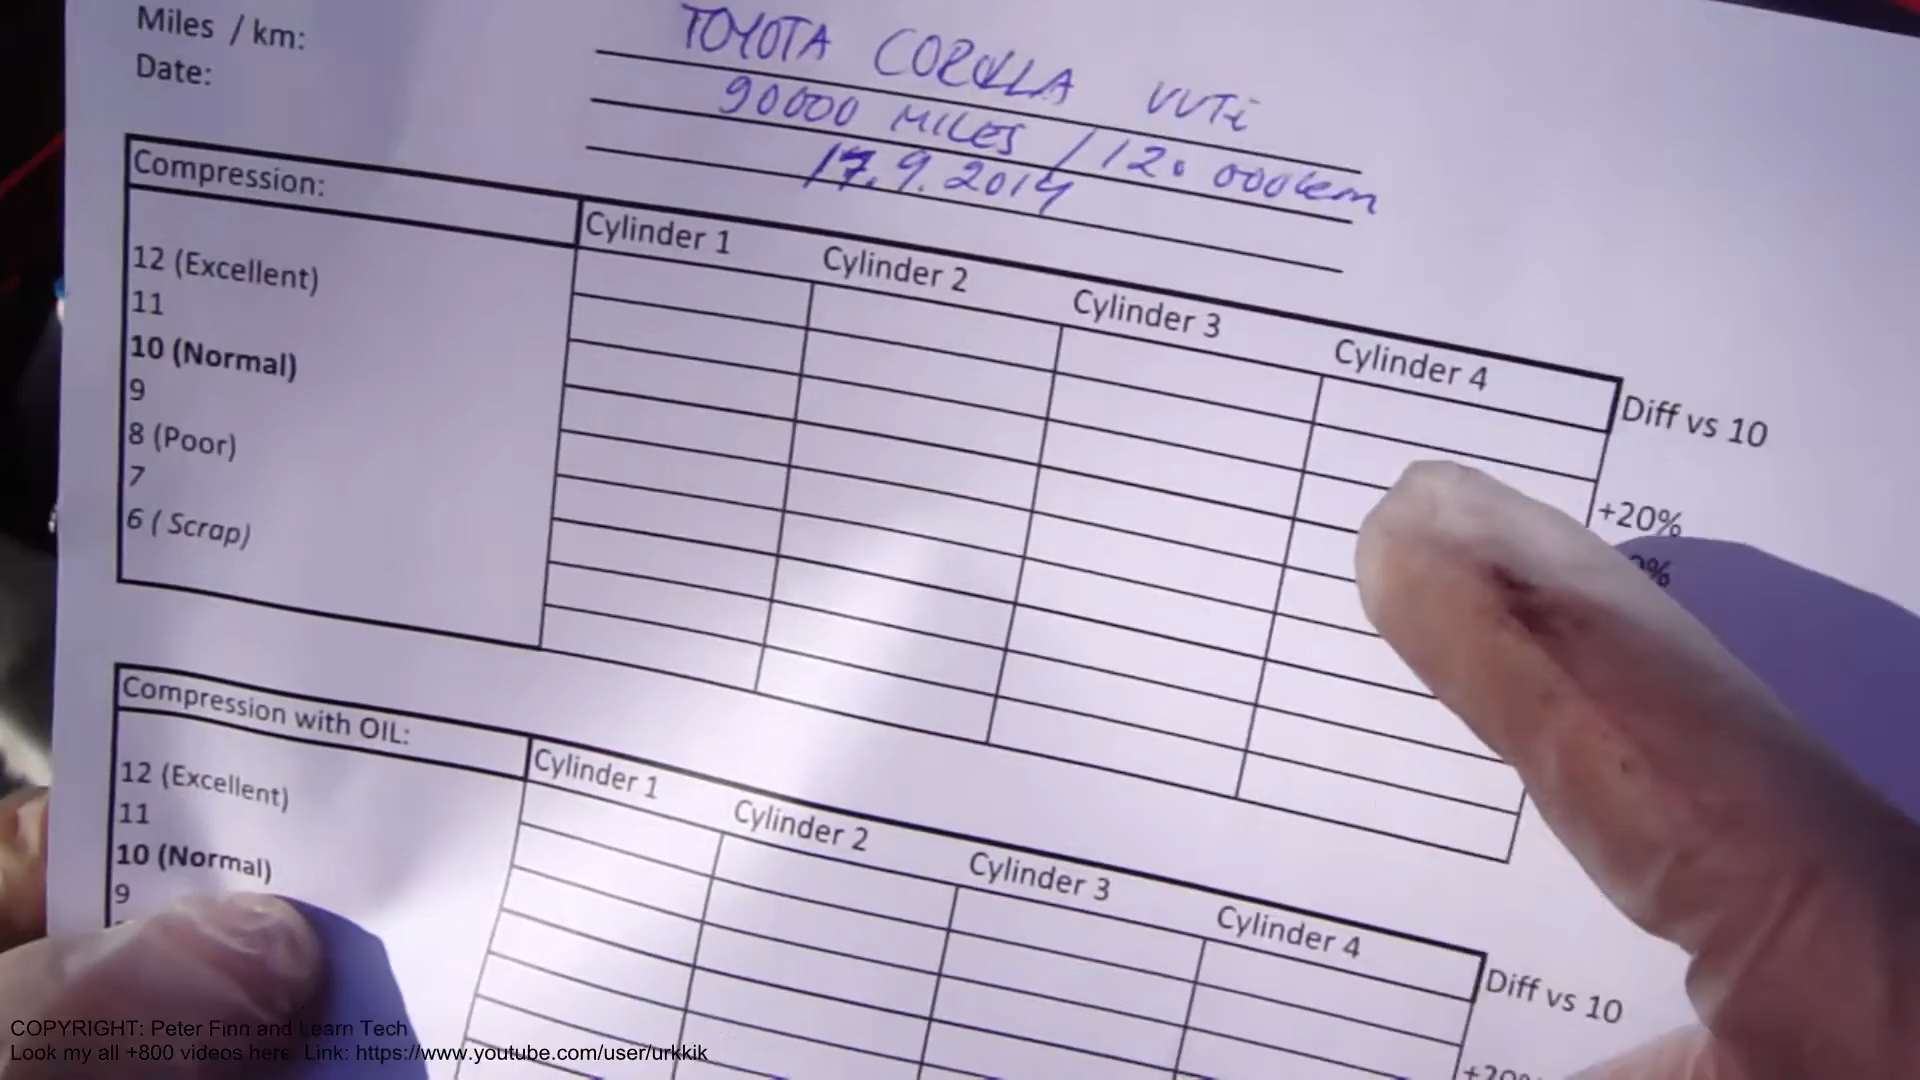 TOYOTA COROLLA VVTi
Miles / km: 90000 MILES / 120 000km
Date: 17.9.2014
Compression: Cylinder 1 Cylinder 2 Cylinder 3 Cylinder 4 Diff vs 10
12 (Excellent) +20%
11
10 (Normal)
9
8 (Poor)
7
6 ( Scrap)
Compression with OIL: Cylinder 1 Cylinder 2 Cylinder 3 Cylinder 4 Diff vs 10
12 (Excellent) +20%
11
10 (Normal)
9
COPYRIGHT: Peter Finn and Learn Tech
Look my all +800 videos here Link: https://www.youtube.com/user/urkkik